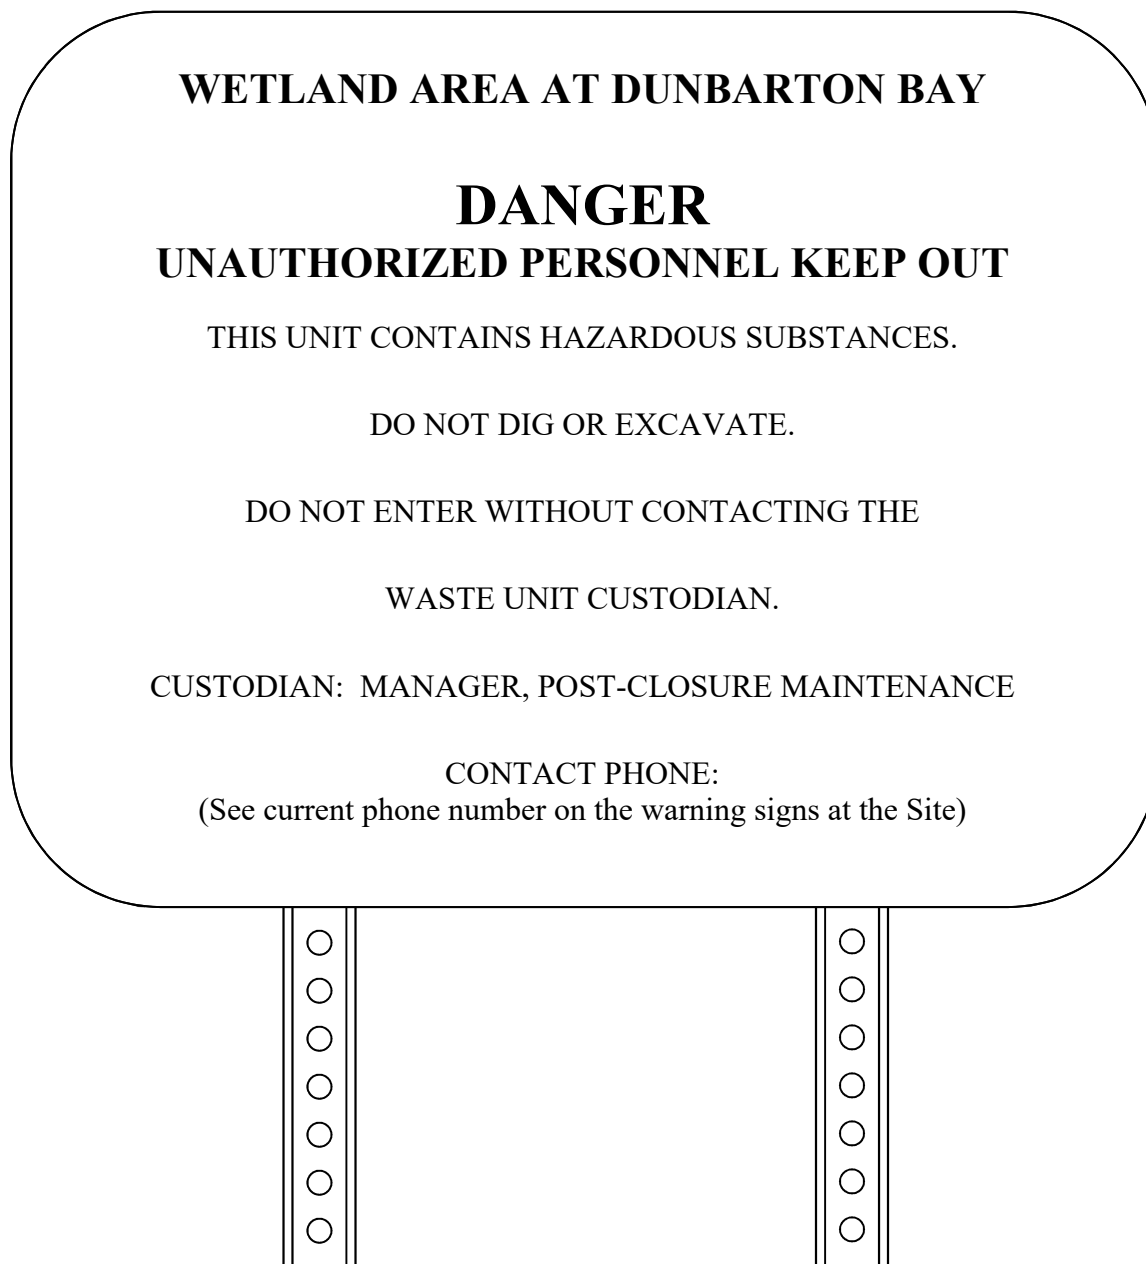 WETLAND AREA AT DUNBARTON BAY
DANGER
UNAUTHORIZED PERSONNEL KEEP OUT
THIS UNIT CONTAINS HAZARDOUS SUBSTANCES.
DO NOT DIG OR EXCAVATE.
DO NOT ENTER WITHOUT CONTACTING THE
WASTE UNIT CUSTODIAN.
CUSTODIAN:  MANAGER, POST-CLOSURE MAINTENANCE
CONTACT PHONE:
(See current phone number on the warning signs at the Site)